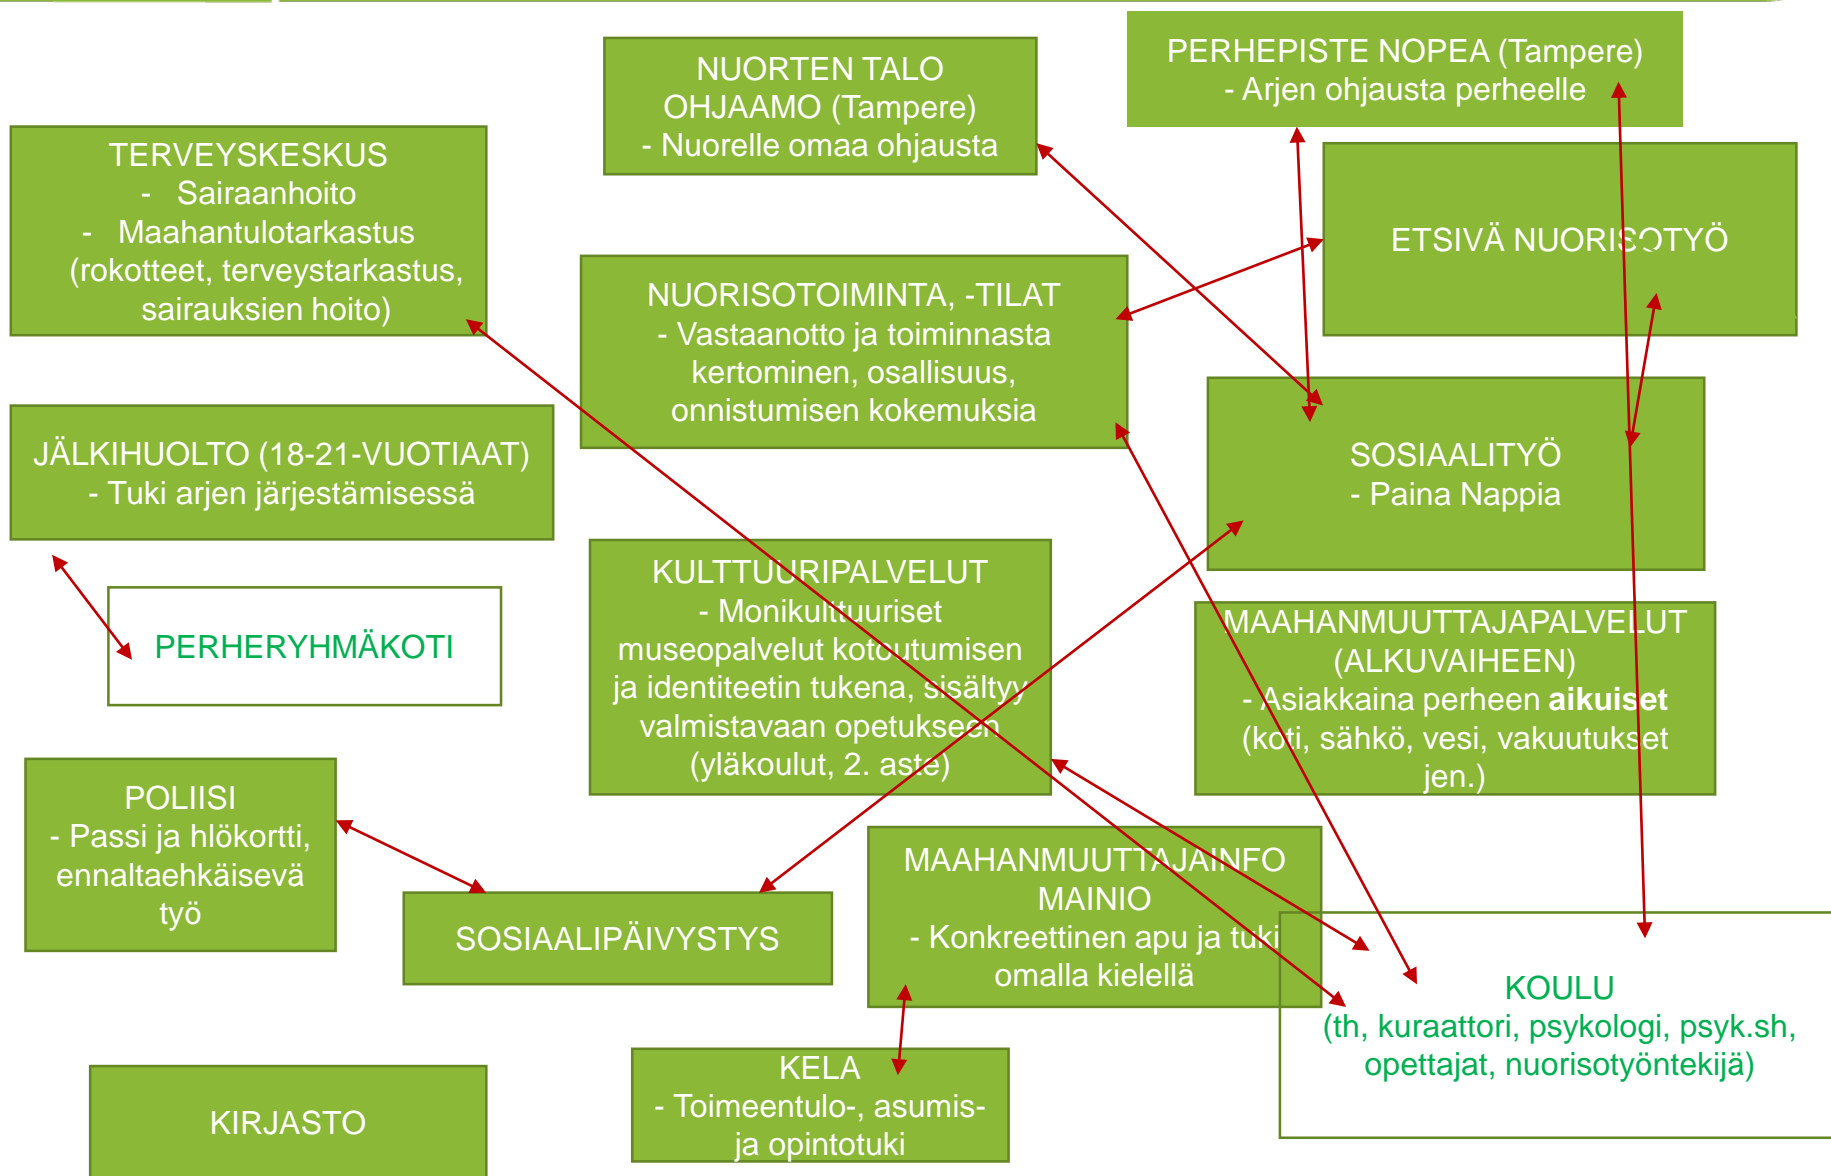 NUORTEN TALO
OHJAAMO (Tampere)
- Nuorelle omaa ohjausta
PERHEPISTE NOPEA (Tampere)
- Arjen ohjausta perheelle
TERVEYSKESKUS
- Sairaanhoito
- Maahantulotarkastus
(rokotteet, terveystarkastus,
sairauksien hoito)
ETSIVÄ NUORISOTYÖ
NUORISOTOIMINTA, -TILAT
- Vastaanotto ja toiminnasta
kertominen, osallisuus,
onnistumisen kokemuksia
JÄLKIHUOLTO (18-21-VUOTIAAT)
- Tuki arjen järjestämisessä
SOSIAALITYÖ
- Paina Nappia
PERHERYHMÄKOTI
KULTTUURIPALVELUT
- Monikulttuuriset
museopalvelut kotoutumisen
ja identiteetin tukena, sisältyy
valmistavaan opetukseen
(yläkoulut, 2. aste)
MAAHANMUUTTAJAPALVELUT
(ALKUVAIHEEN)
- Asiakkaina perheen aikuiset
(koti, sähkö, vesi, vakuutukset
jen.)
POLIISI
- Passi ja hlökortti,
ennaltaehkäisevä
työ
SOSIAALIPÄIVYSTYS
MAAHANMUUTTAJAINFO
MAINIO
- Konkreettinen apu ja tuki
omalla kielellä
KOULU
(th, kuraattori, psykologi, psyk.sh,
opettajat, nuorisotyöntekijä)
KELA
- Toimeentulo-, asumis-
ja opintotuki
KIRJASTO